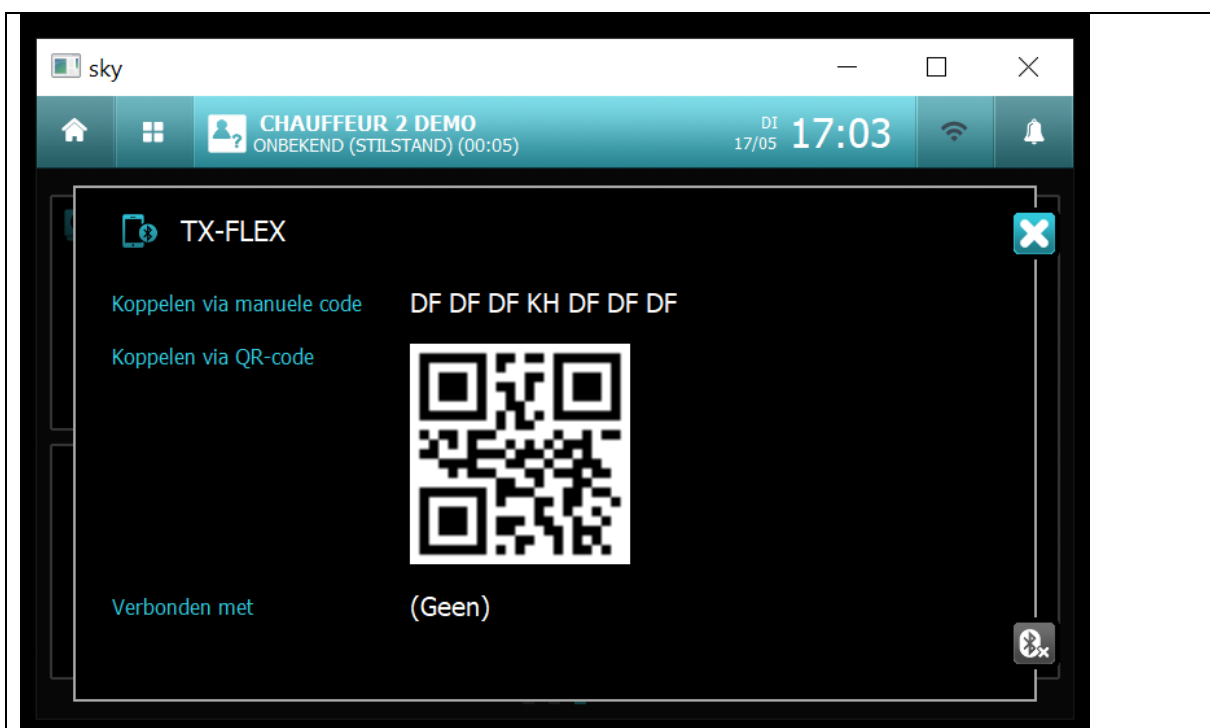 sky
CHAUFFEUR 2 DEMO
ONBEKEND (STILSTAND) (00:05)
DI
17/05
17:03
TX-FLEX
Koppelen via manuele code DF DF DF KH DF DF DF
Koppelen via QR-code
Verbonden met (Geen)